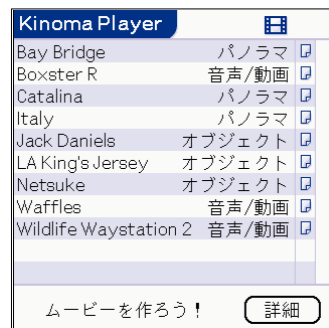 Kinoma Player
Bay Bridge パノラマ
Boxster R 音声/動画
Catalina パノラマ
Italy パノラマ
Jack Daniels オブジェクト
LA King's Jersey オブジェクト
Netsuke オブジェクト
Waffles 音声/動画
Wildlife Waystation 2 音声/動画
ムービーを作ろう! 詳細